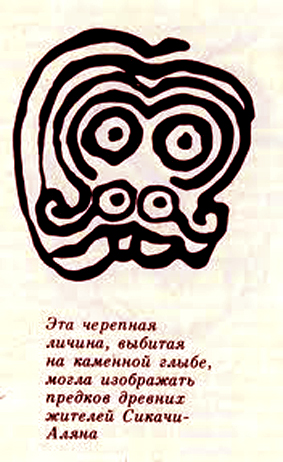 Эта черепная
личина, выбитая
на каменной глыбе,
могла изображать
предков древних
жителей Сикачи-
Аляна